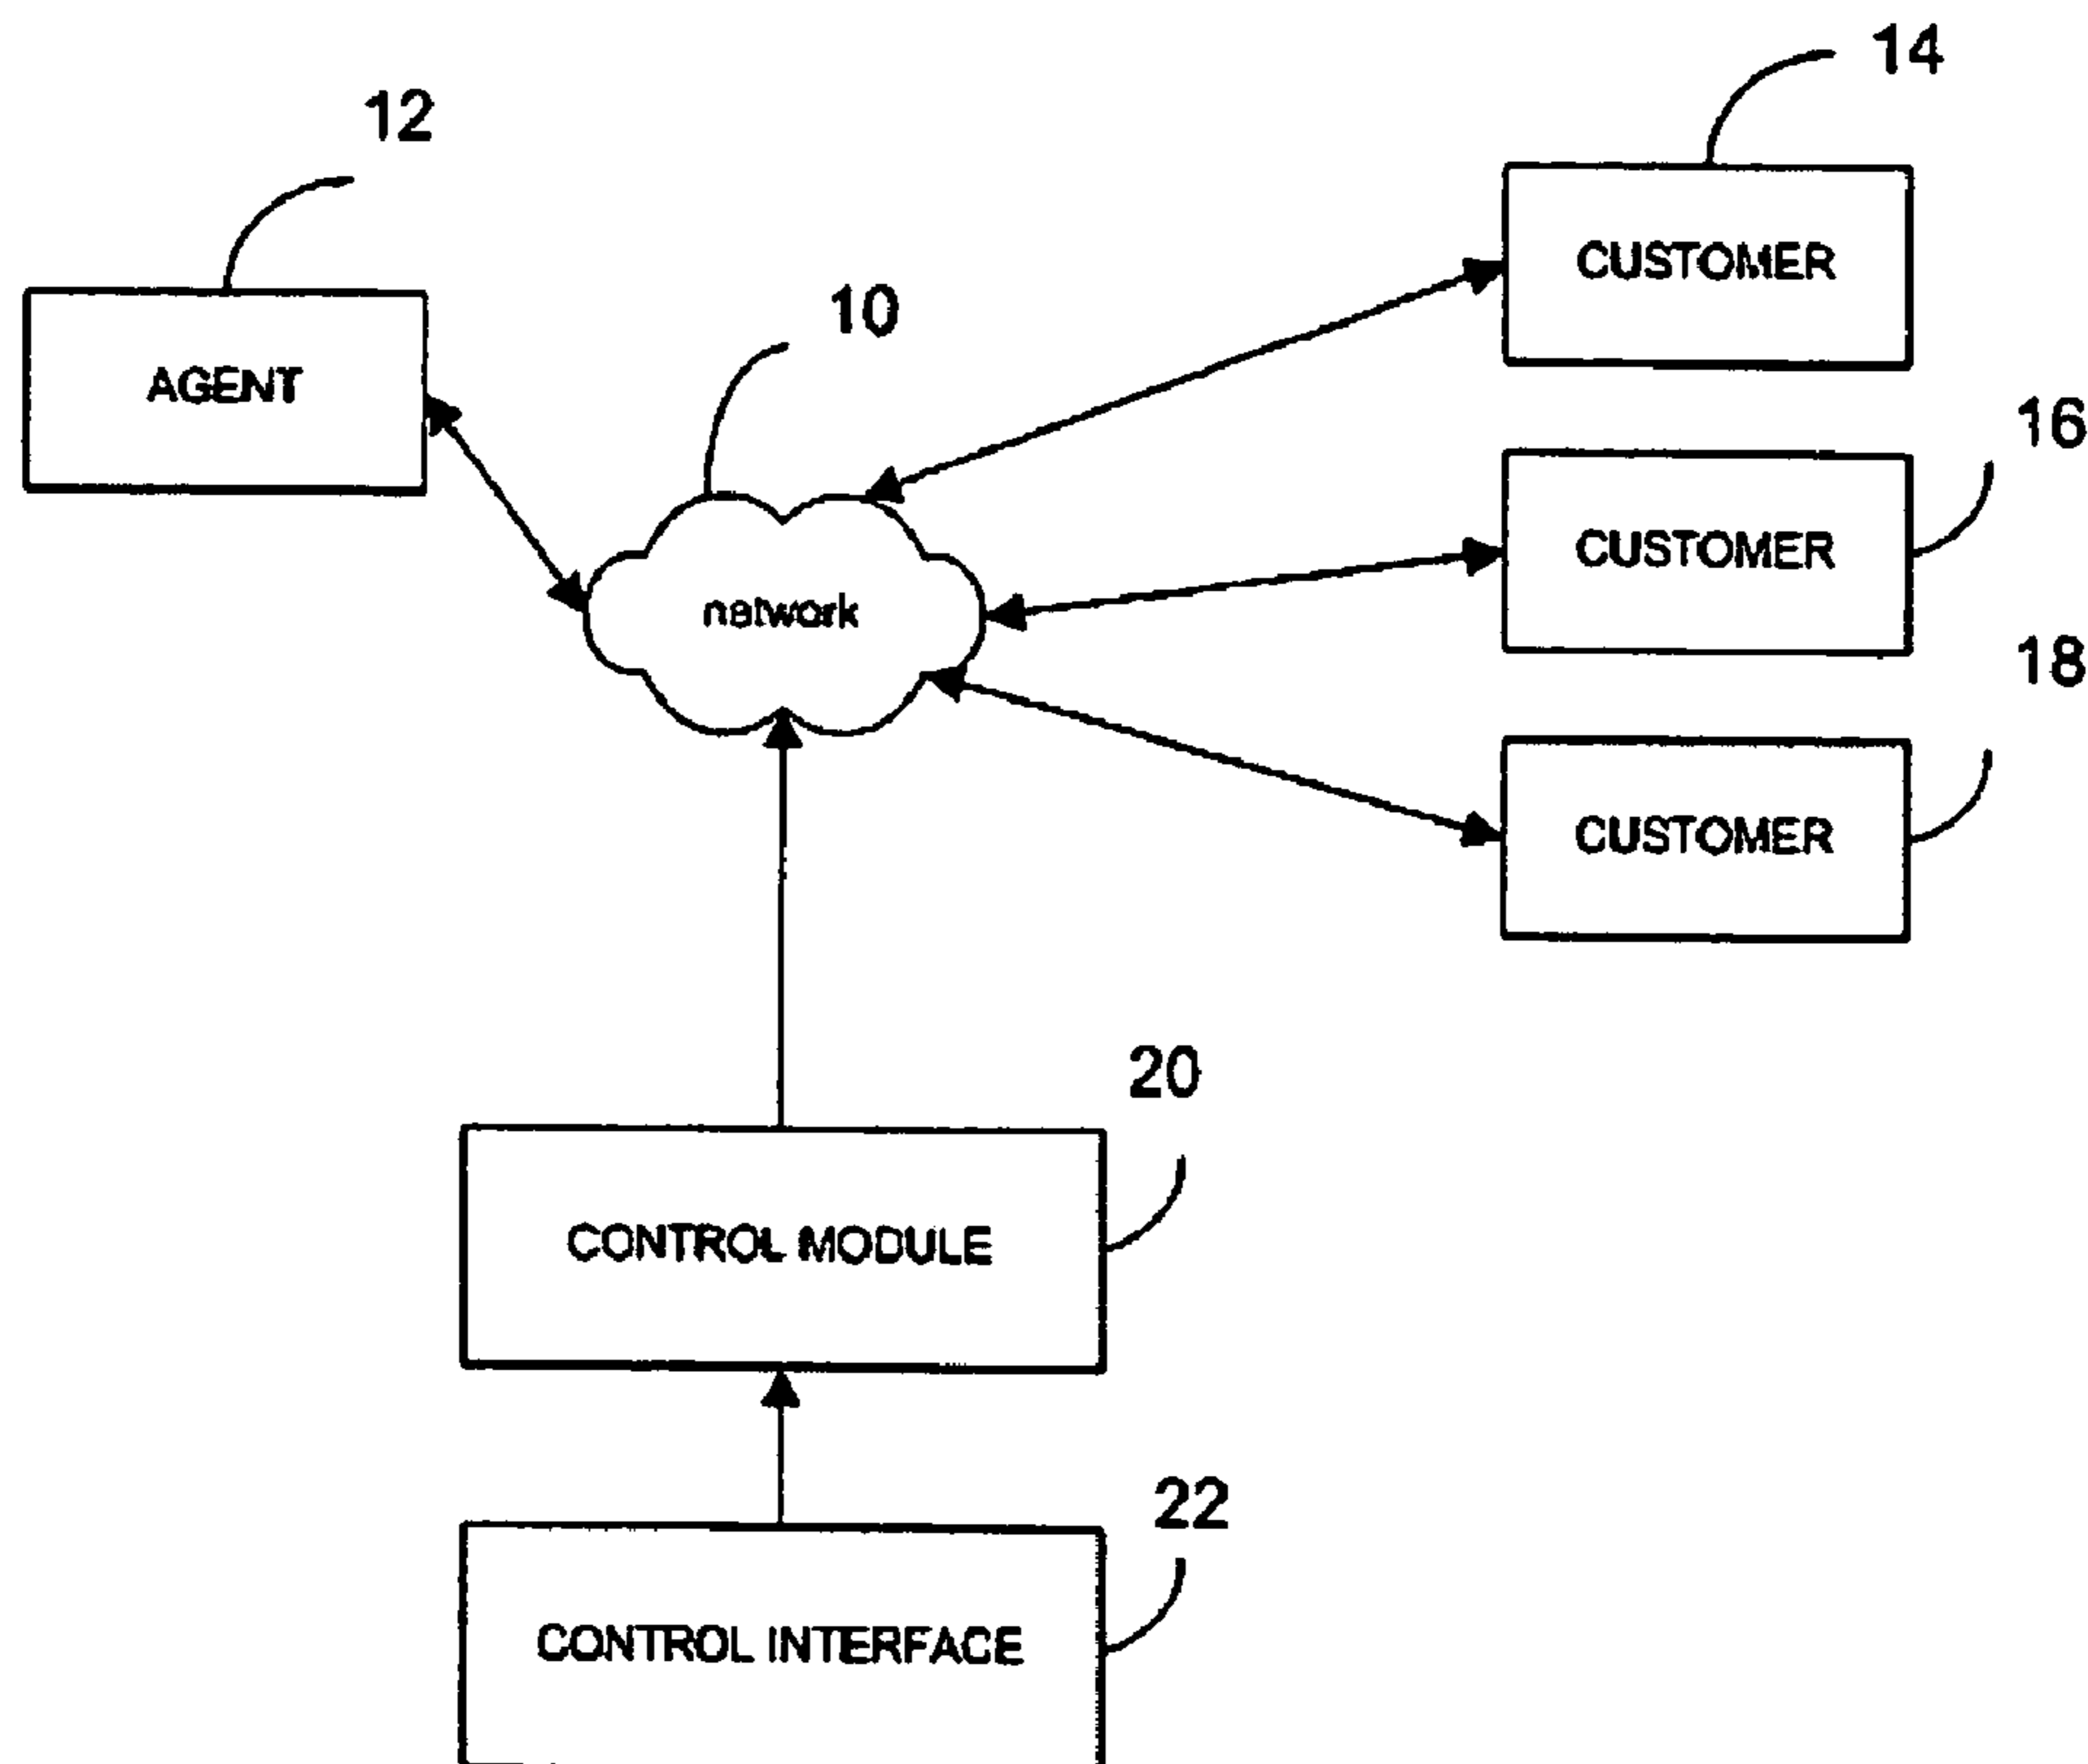 14
12
10
CUSTOMER
AGENT
16
CUSTOMER
network
18
CUSTOMER
20
CONTROL MODULE
22
CONTROL INTERFACE